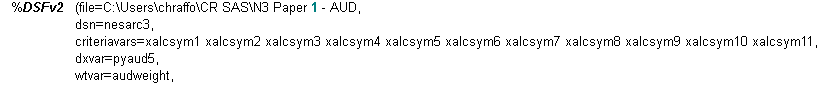 %DSFv2 (file=C:\Users\chraffo\CR SAS\N3 Paper 1 - AUD,
dsn=nesarc3,
criteriavars=xalcsym1 xalcsym2 xalcsym3 xalcsym4 xalcsym5 xalcsym6 xalcsym7 xalcsym8 xalcsym9 xalcsym10 xalcsym11,
dxvar=pyaud5,
wtvar=audweight,